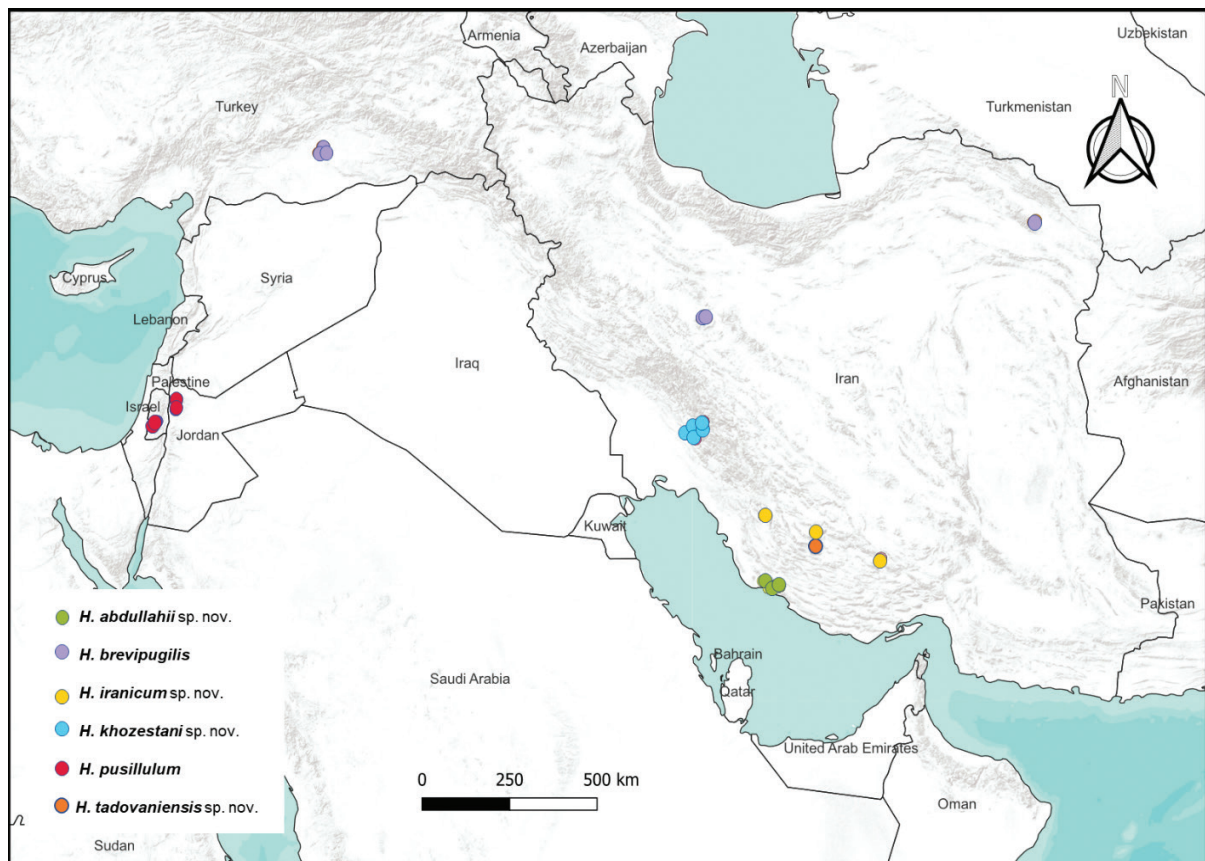 Armenia
Azerbaijan
Uzbekistan
Turkey
Turkmenistan
N
Cyprus
Syria
Lebanon
Iraq
Iran
Afghanistan
Palestine
Israel
Jordan
Kuwait
Pakistan
H. abdullahii sp. nov.
H. brevipugilis
H. iranicum sp. nov.
H. khozestani sp. nov.
H. pusillulum
H. tadovaniensis sp. nov.
Bahrain
Qatar
Saudi Arabia
United Arab Emirates
0 250 500 km
Oman
Sudan